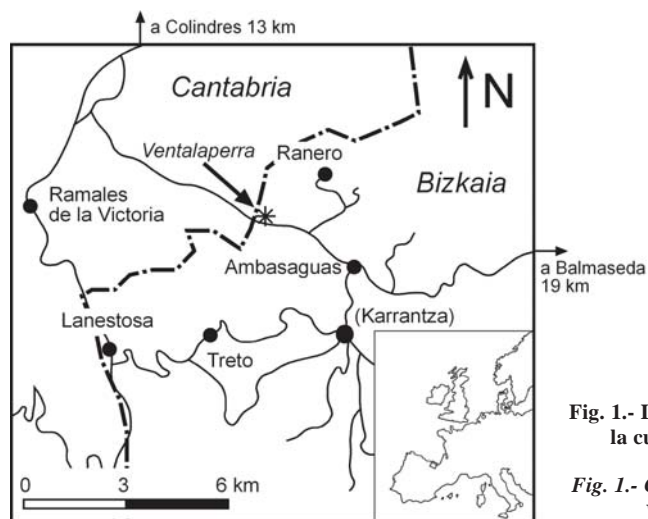 a Colindres 13 km
Cantabria
N
Ventalaperra
Ranero
Bizkaia
Ramales
de la Victoria
Ambasaguas
a Balmaseda
19 km
Lanestosa
(Karrantza)
Treto
0 3 6 km
Fig. 1.-
la
Fig. 1.-